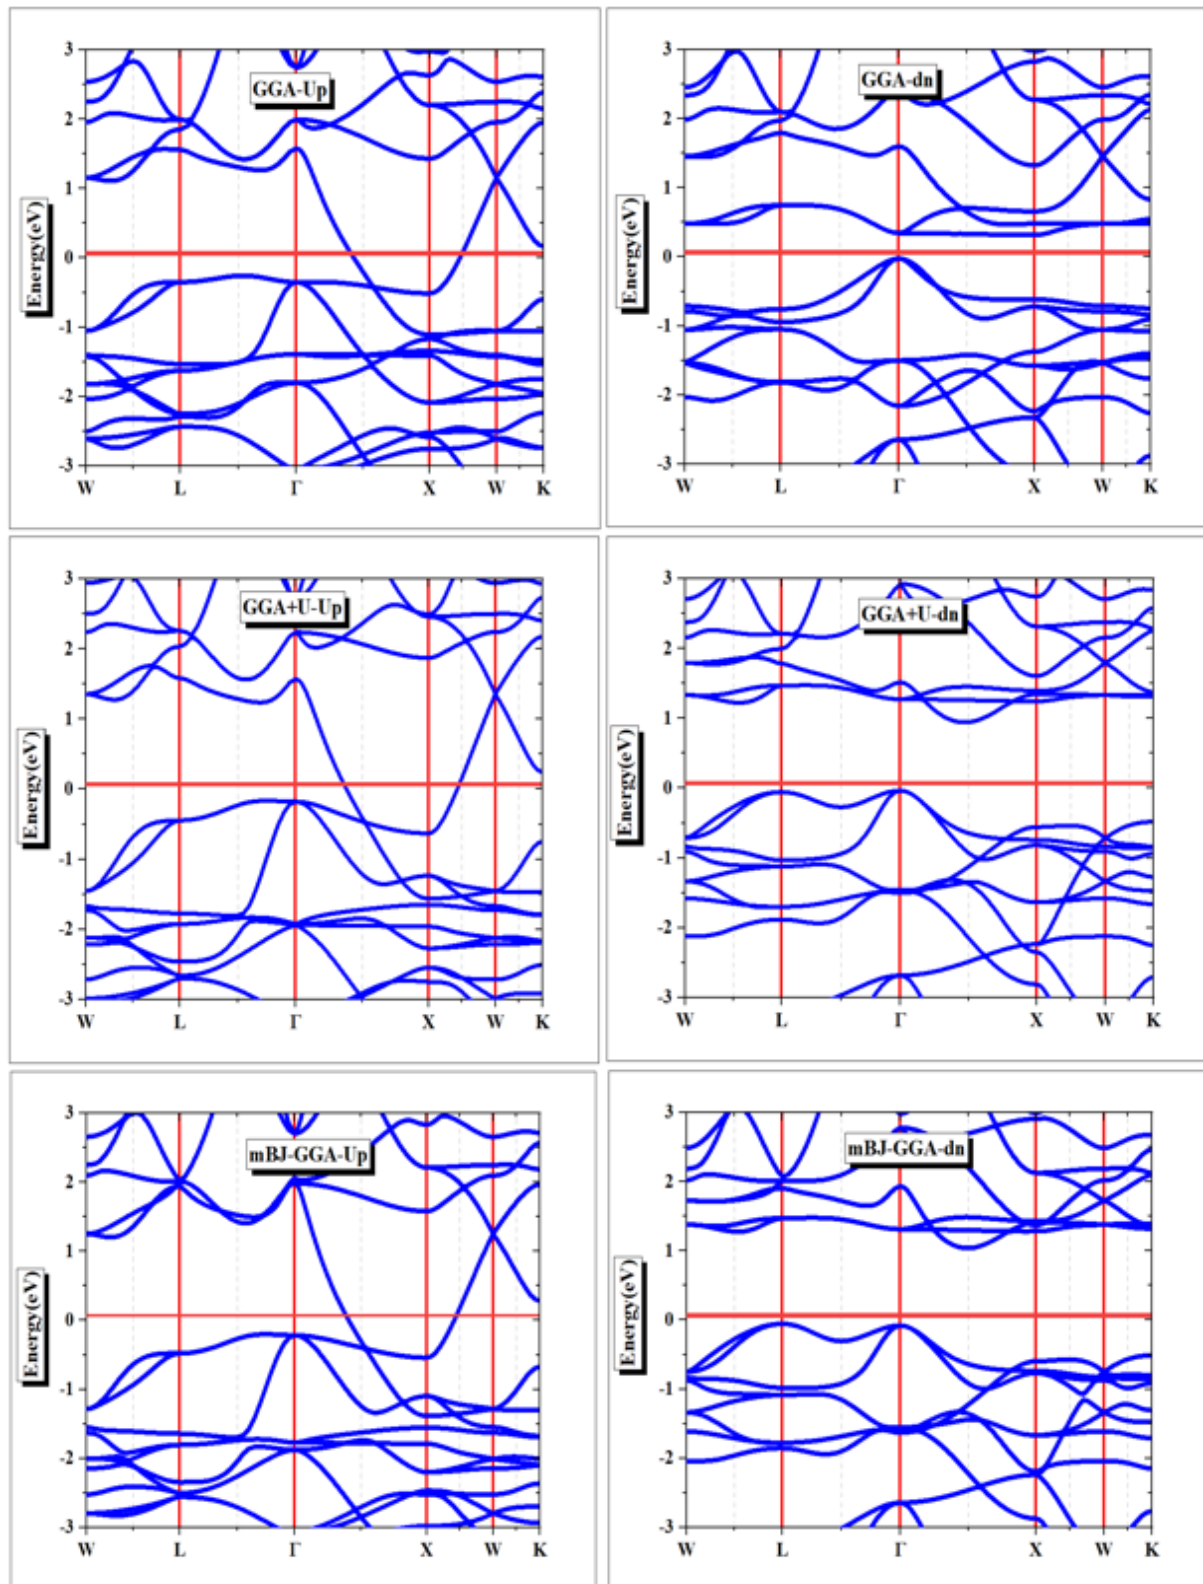 GGA-Up
Energy(eV)
3
2
1
0
-1
-2
-3
W L Γ X W K
GGA-dn
Energy(eV)
3
2
1
0
-1
-2
-3
W L Γ X W K
GGA+U-Up
Energy(eV)
3
2
1
0
-1
-2
-3
W L Γ X W K
GGA+U-dn
Energy(eV)
3
2
1
0
-1
-2
-3
W L Γ X W K
mBJ-GGA-Up
Energy(eV)
3
2
1
0
-1
-2
-3
W L Γ X W K
mBJ-GGA-dn
Energy(eV)
3
2
1
0
-1
-2
-3
W L Γ X W K